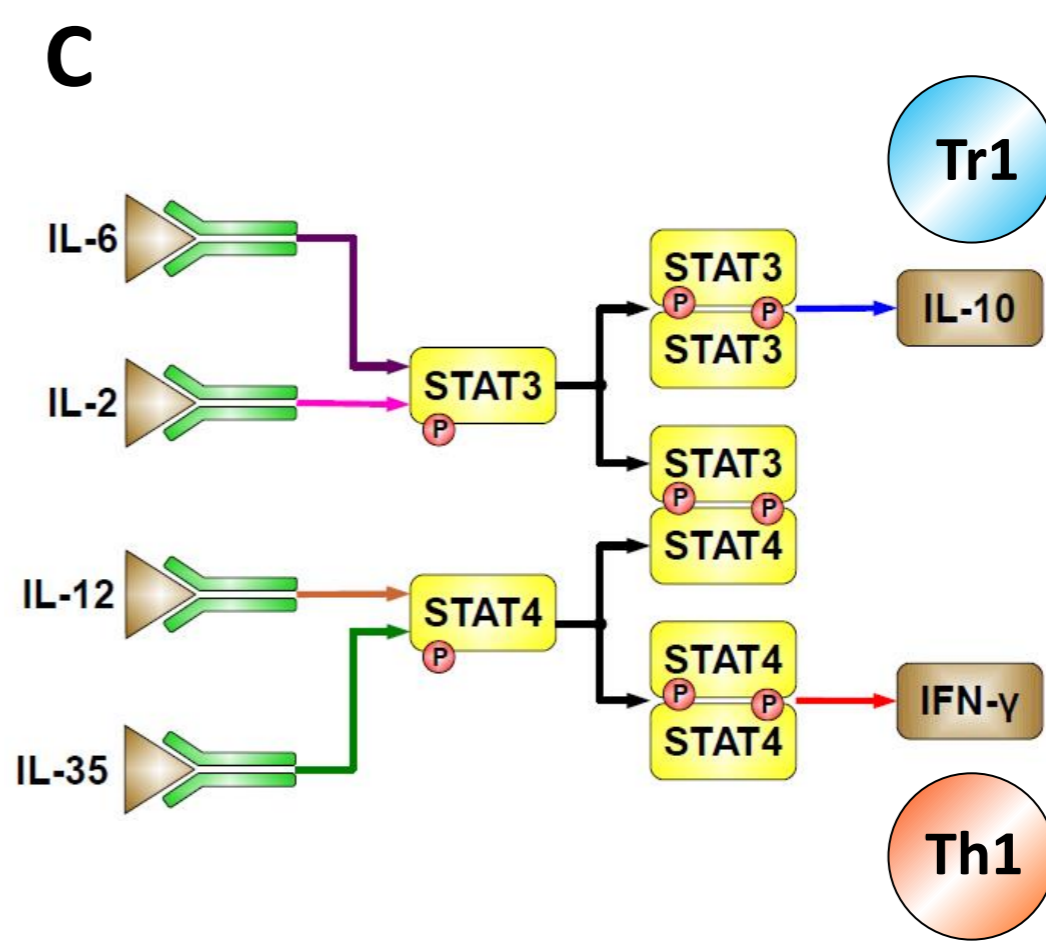 C
Tr1
IL-6
STAT3
P
P
STAT3
IL-10
IL-2
STAT3
P
STAT3
P
P
STAT4
IL-12
STAT4
P
STAT4
P
P
STAT4
IFN-γ
IL-35
Th1